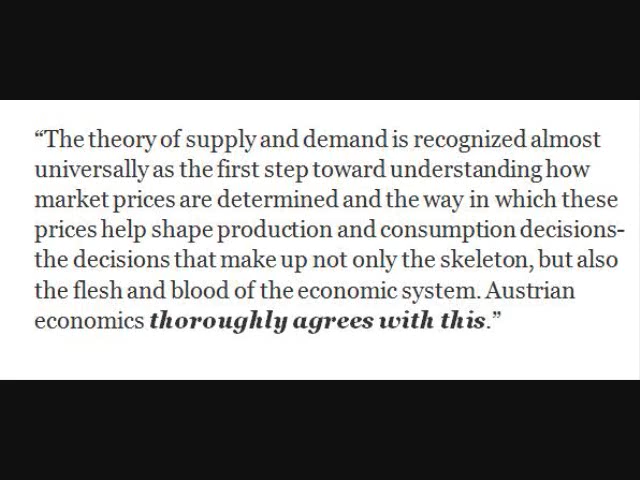 “The theory of supply and demand is recognized almost
universally as the first step toward understanding how
market prices are determined and the way in which these
prices help shape production and consumption decisions-
the decisions that make up not only the skeleton, but also
the flesh and blood of the economic system. Austrian
economics thoroughly agrees with this.”